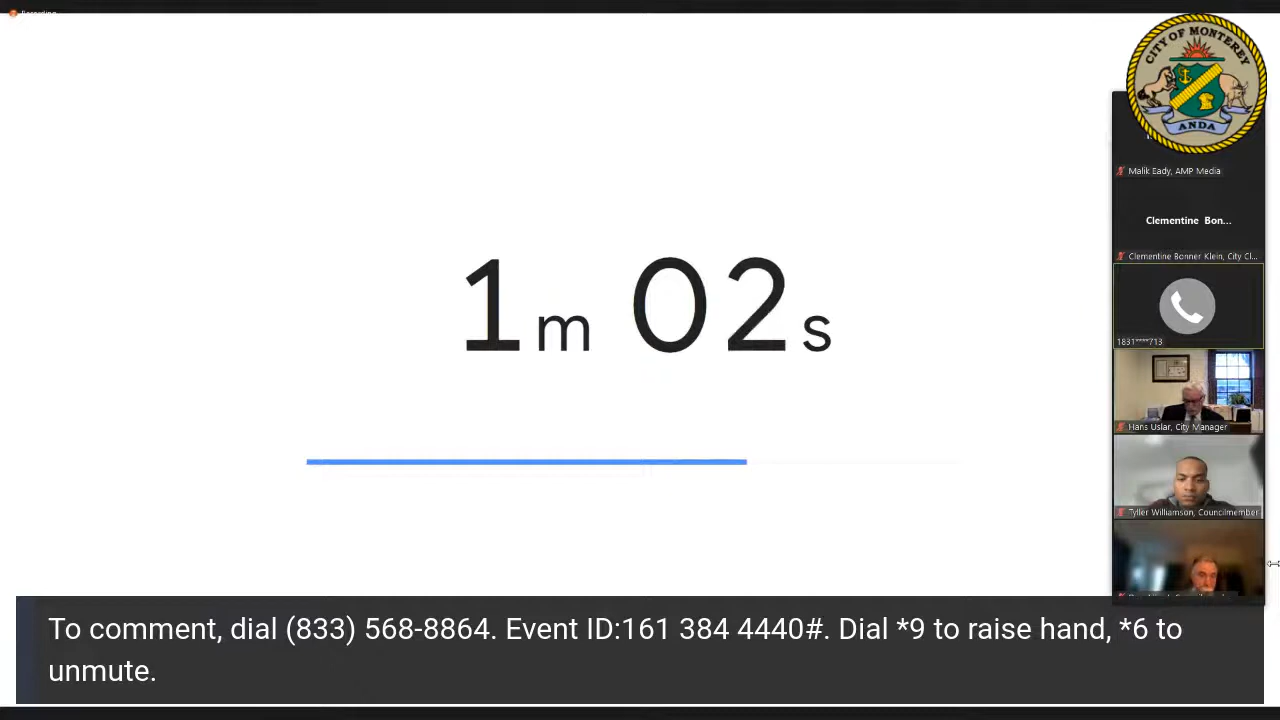 Recording
CITY OF MONTEREY
ANDA
Malik Eady, AMP Media
Clementine Bon...
Clementine Bonner Klein, City Cl...
1831****713
Hans Uslar, City Manager
Tyller Williamson, Councilmember
1m 02s
To comment, dial (833) 568-8864. Event ID:161 384 4440#. Dial *9 to raise hand, *6 to
unmute.